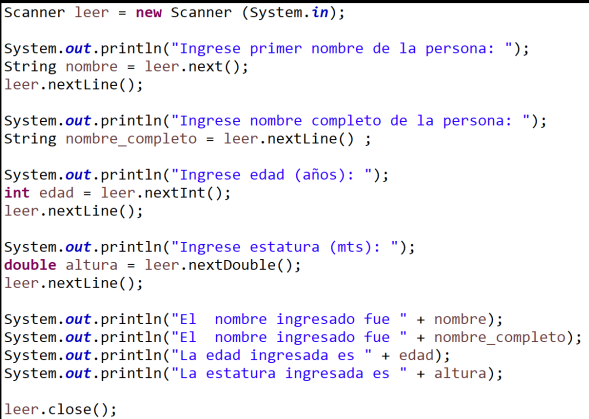 Scanner leer = new Scanner (System.in);
System.out.println("Ingrese primer nombre de la persona: ");
String nombre = leer.next();
leer.nextLine();
System.out.println("Ingrese nombre completo de la persona: ");
String nombre_completo = leer.nextLine() ;
System.out.println("Ingrese edad (años): ");
int edad = leer.nextInt();
leer.nextLine();
System.out.println("Ingrese estatura (mts): ");
double altura = leer.nextDouble();
leer.nextLine();
System.out.println("El  nombre ingresado fue " + nombre);
System.out.println("El  nombre ingresado fue " + nombre_completo);
System.out.println("La edad ingresada es " + edad);
System.out.println("La estatura ingresada es " + altura);
leer.close();